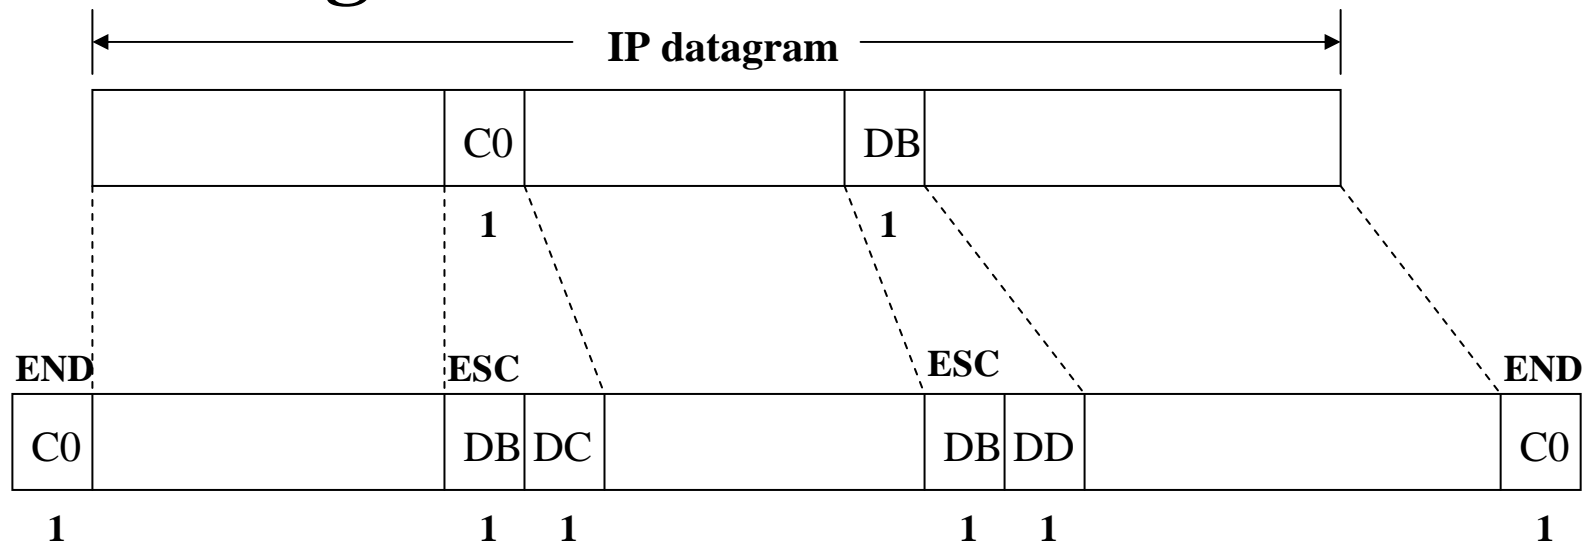 IP datagram
C0 DB
1 1
END ESC ESC END
C0 DB DC DB DD C0
1 1 1 1 1 1